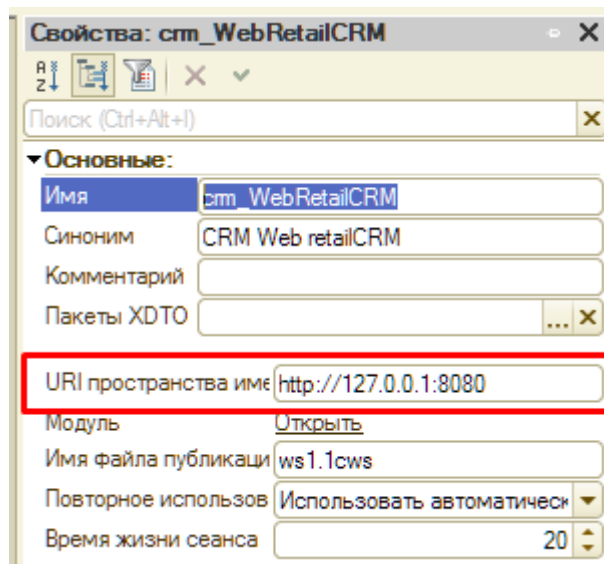 Свойства: crm_WebRetailCRM
Поиск (Ctrl+Alt+I)
Основные:
Имя crm_WebRetailCRM
Синоним CRM Web retailCRM
Комментарий
Пакеты XDTO ...
URI пространства име http://127.0.0.1:8080
Модуль Открыть
Имя файла публикаци ws1.1cws
Повторное использов Использовать автоматическ
Время жизни сеанса 20